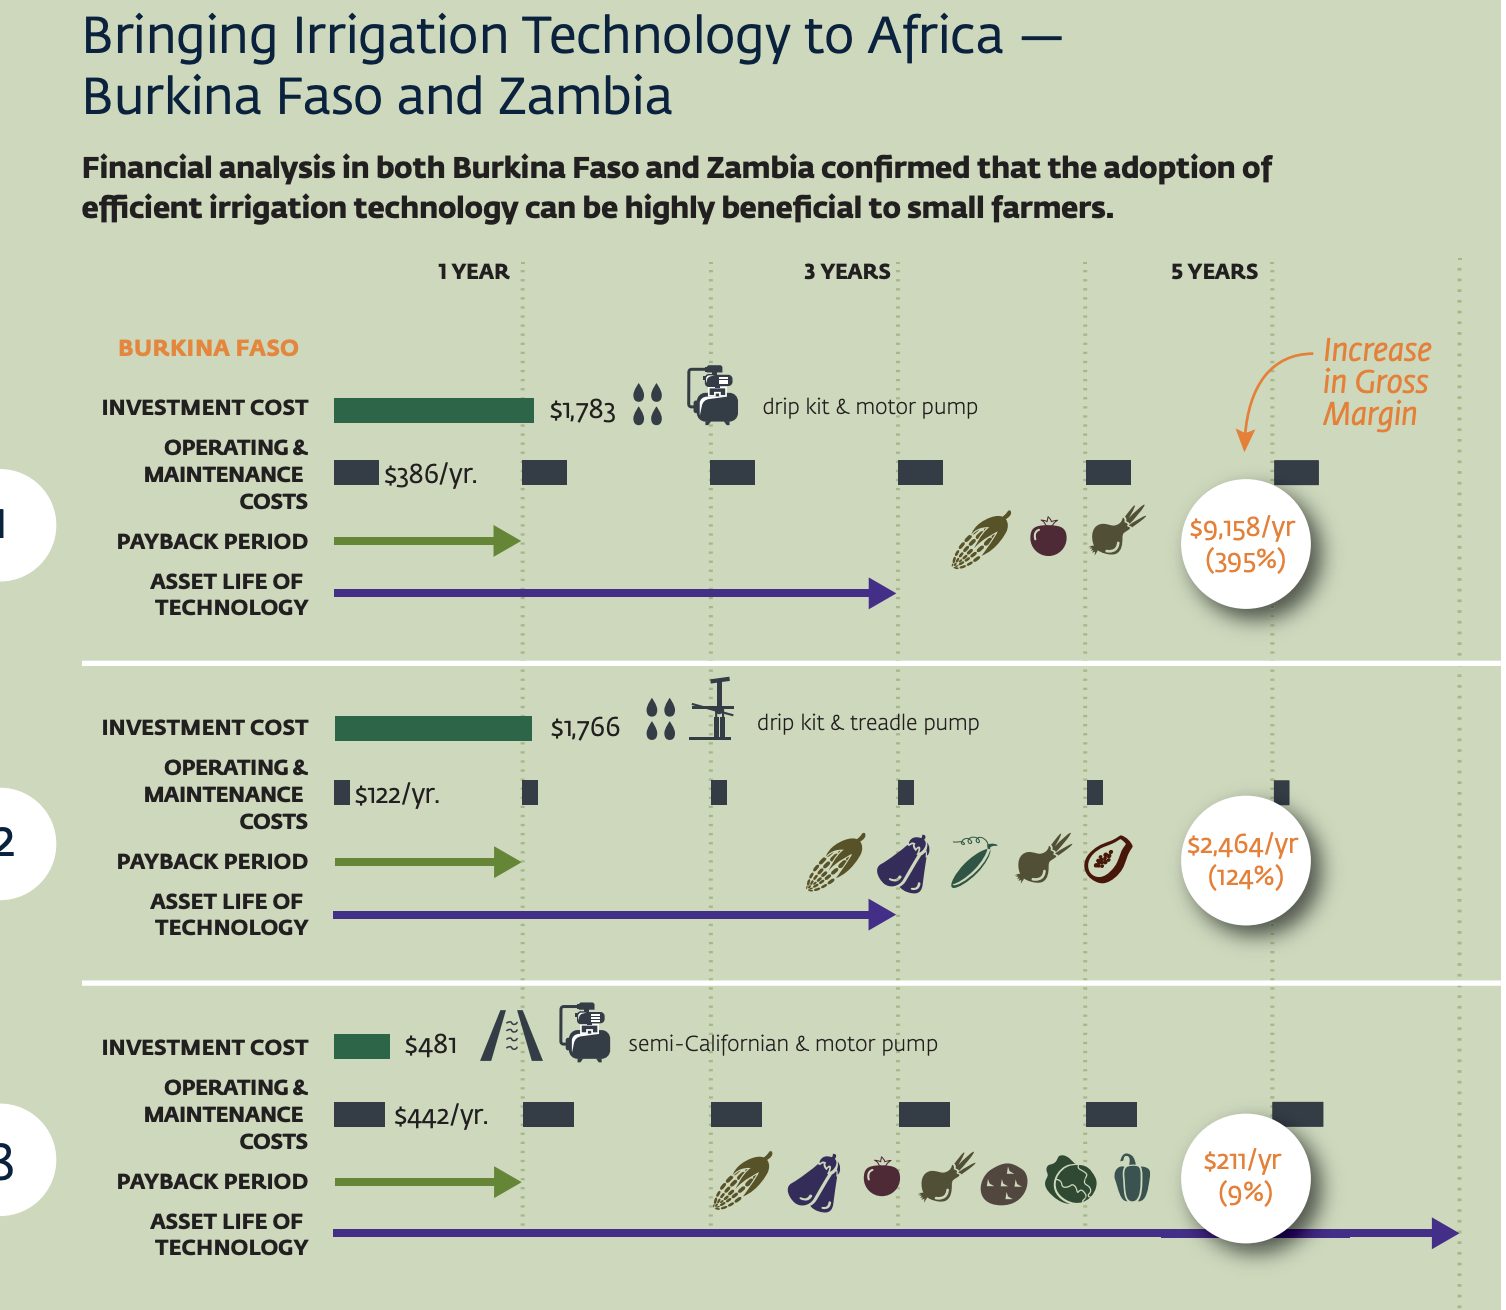 Bringing Irrigation Technology to Africa —
Burkina Faso and Zambia
Financial analysis in both Burkina Faso and Zambia confirmed that the adoption of
efficient irrigation technology can be highly beneficial to small farmers.
1 YEAR
3 YEARS
5 YEARS
BURKINA FASO
Increase
in Gross
Margin
1
INVESTMENT COST
$1,783
drip kit & motor pump
OPERATING &
MAINTENANCE
COSTS
$386/yr.
PAYBACK PERIOD
$9,158/yr
(395%)
ASSET LIFE OF
TECHNOLOGY
2
INVESTMENT COST
$1,766
drip kit & treadle pump
OPERATING &
MAINTENANCE
COSTS
$122/yr.
PAYBACK PERIOD
$2,464/yr
(124%)
ASSET LIFE OF
TECHNOLOGY
3
INVESTMENT COST
$481
semi-Californian & motor pump
OPERATING &
MAINTENANCE
COSTS
$442/yr.
PAYBACK PERIOD
$211/yr
(9%)
ASSET LIFE OF
TECHNOLOGY